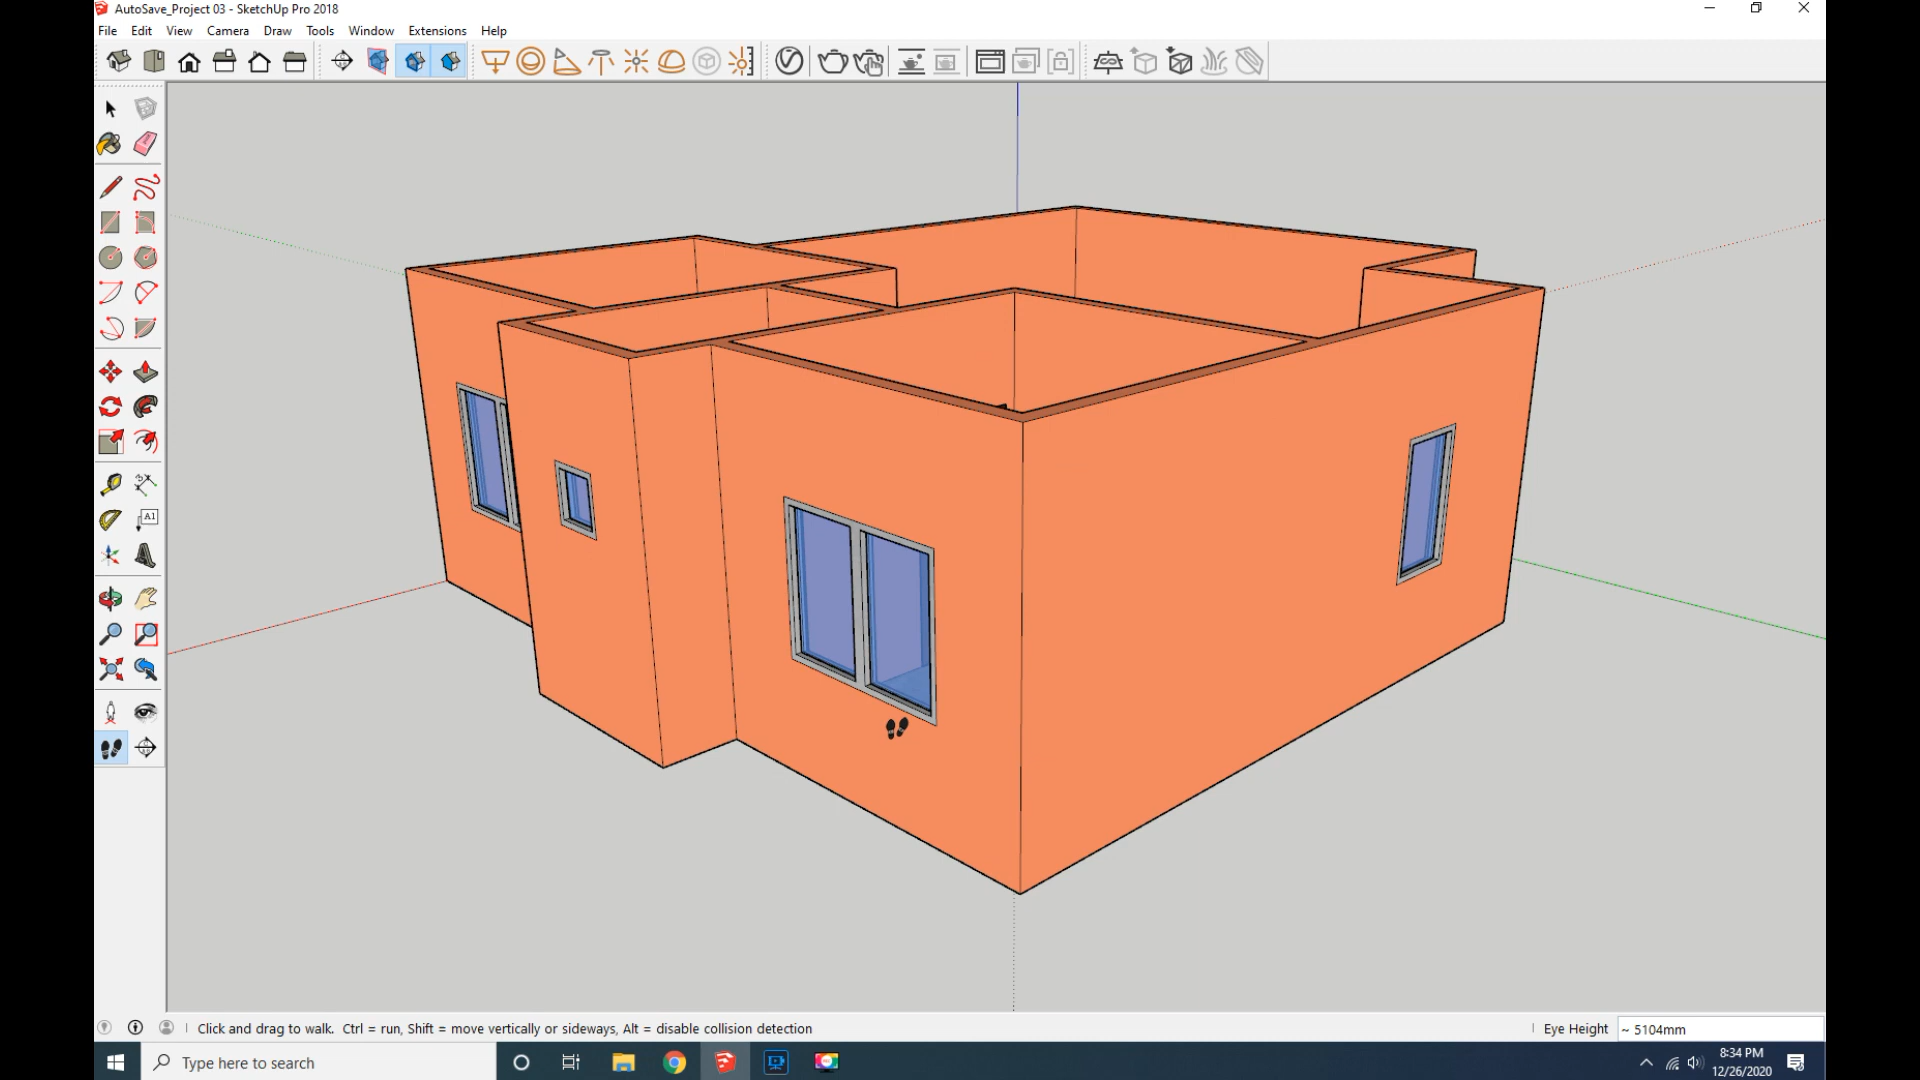 AutoSave_Project 03 - SketchUp Pro 2018
File Edit View Camera Draw Tools Window Extensions Help
A1
Click and drag to walk. Ctrl = run, Shift = move vertically or sideways, Alt = disable collision detection
Eye Height ~ 5104mm
Type here to search
8:34 PM
12/26/2020